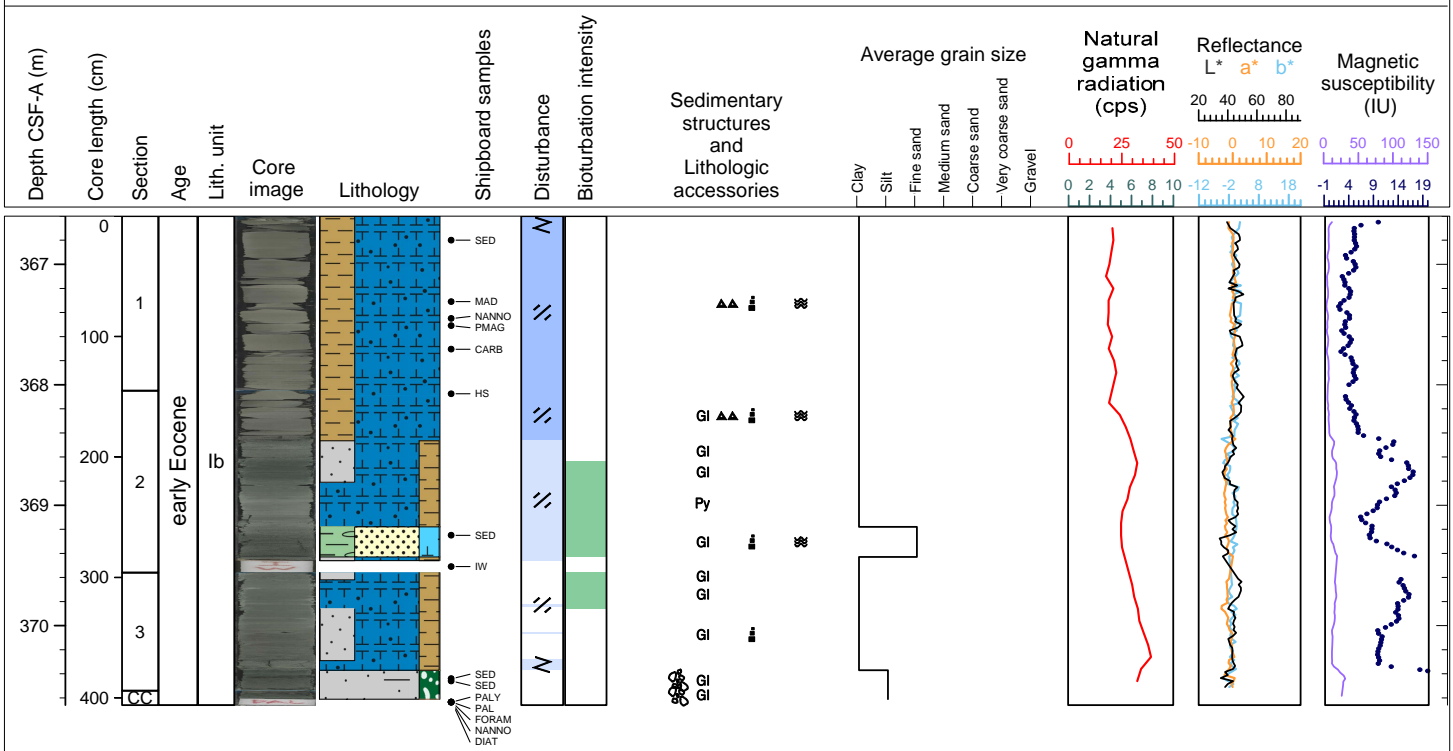 Depth CSF-A (m)
Core length (cm)
Section
Age
Lith. unit
Core
image
Lithology
Shipboard samples
Disturbance
Bioturbation intensity
Sedimentary
structures
and
Lithologic
accessories
Average grain size
Clay
Silt
Fine sand
Medium sand
Coarse sand
Very coarse sand
Gravel
Natural
gamma
radiation
(cps)
0 25 50
0 2 4 6 8 10
Reflectance
L* a* b*
20 40 60 80
-10 0 10 20
-12 -2 8 18
Magnetic
susceptibility
(IU)
0 50 100 150
-1 4 9 14 19
367
368
369
370
0
100
200
300
400
1
2
3
CC
early Eocene
Ib
SED
MAD
NANNO
PMAG
CARB
HS
SED
IW
SED
SED
PALY
PAL
FORAM
NANNO
DIAT
Gl
Gl
Gl
Py
Gl
Gl
Gl
Gl
Gl
Gl